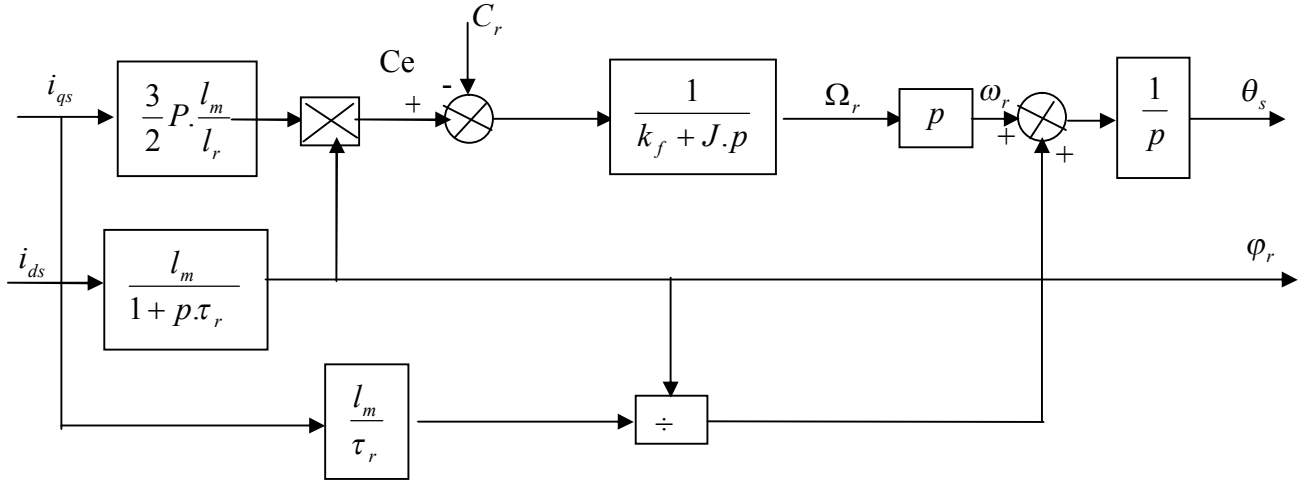 C_r
Ce
i_qs
3/2 P. l_m/l_r
-
+
1/(k_f + J.p)
Ω_r
p
ω_r
+
+
1/p
θ_s
i_ds
l_m/(1 + p.τ_r)
φ_r
l_m/τ_r
÷